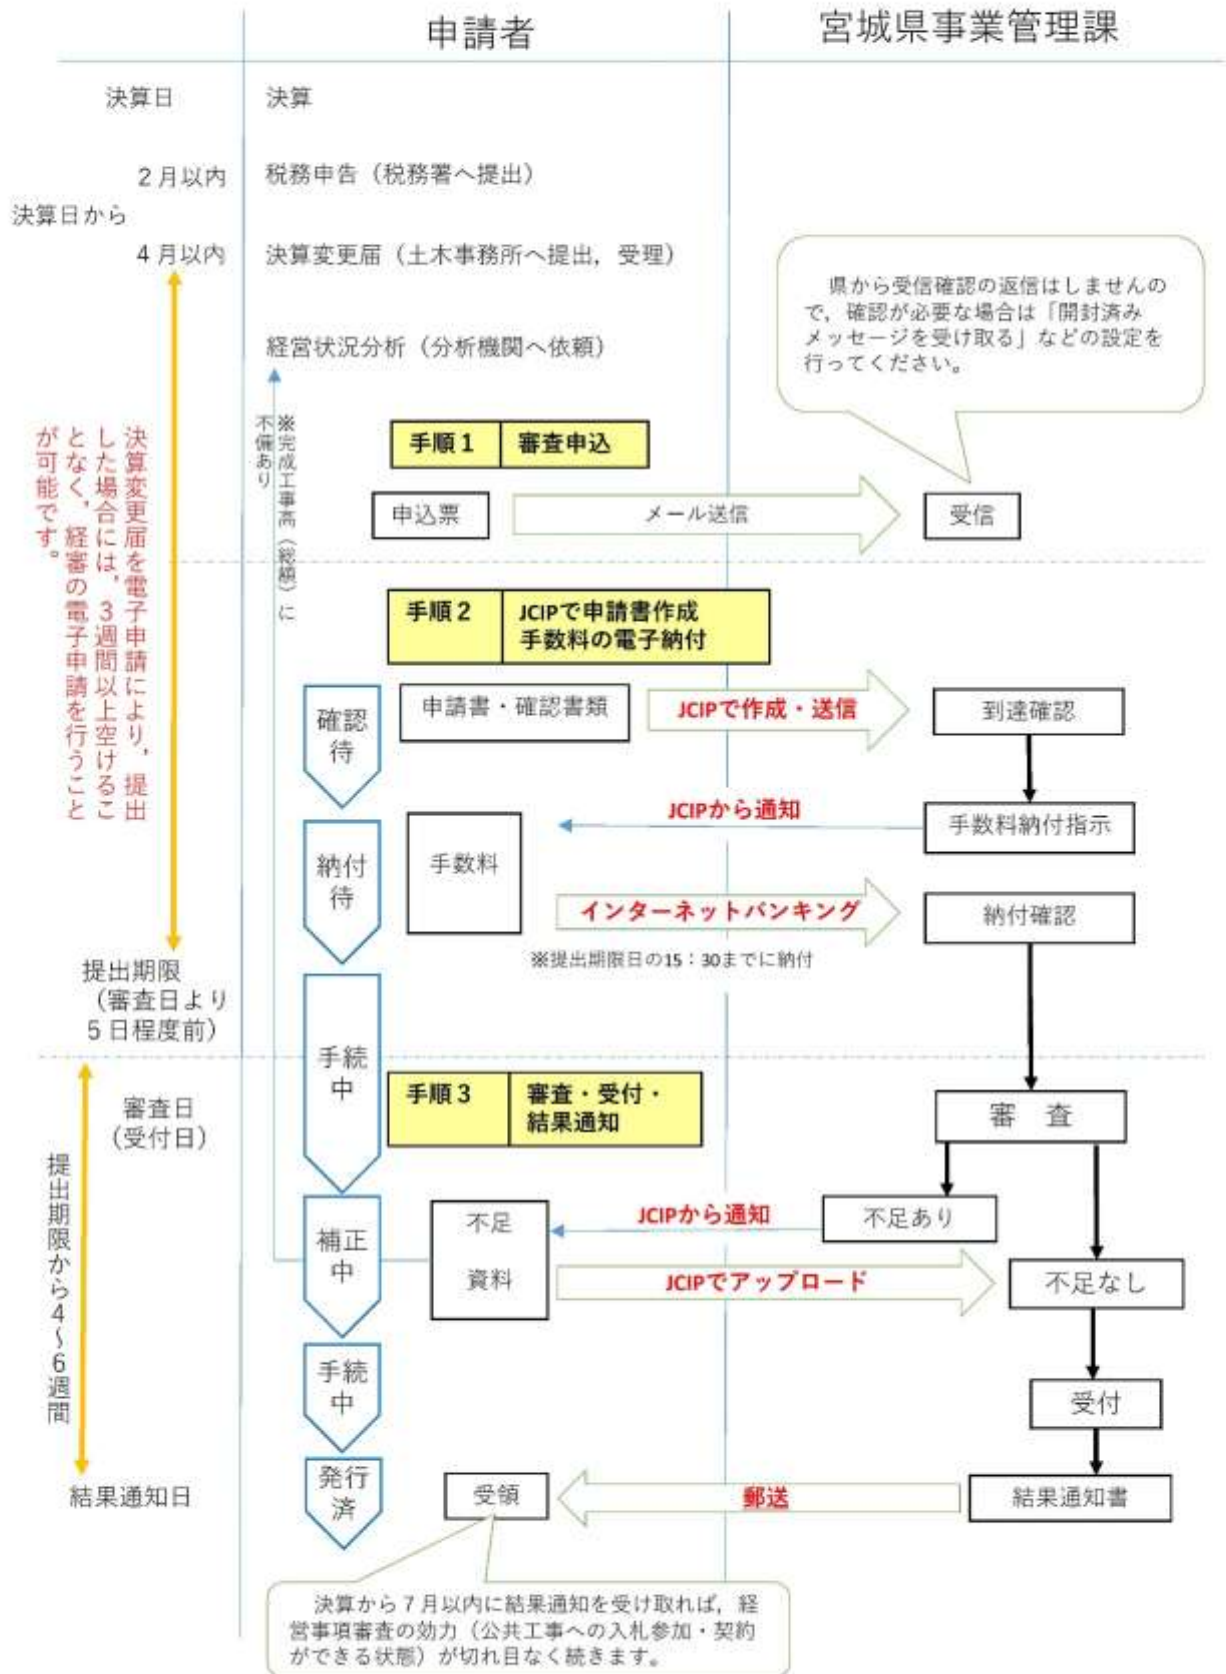 申請者
宮城県事業管理課
決算日
決算
2月以内
税務申告（税務署へ提出）
決算日から
4月以内
決算変更届（土木事務所へ提出，受理）
県から受信確認の返信はしませんの
で，確認が必要な場合は「開封済み
メッセージを受け取る」などの設定を
行ってください。
経営状況分析（分析機関へ依頼）
※完成工事高（総額）に
不備あり
決算変更届を電子申請により，提出
した場合には，3週間以上空けるこ
となく，経審の電子申請を行うこと
が可能です。
手順1
審査申込
申込票
メール送信
受信
手順2
JCIPで申請書作成
手数料の電子納付
確認
待
申請書・確認書類
JCIPで作成・送信
到達確認
JCIPから通知
手数料納付指示
納付
待
手数料
インターネットバンキング
納付確認
※提出期限日の15：30までに納付
提出期限
（審査日より
5日程度前）
手続
中
手順3
審査・受付・
結果通知
審査日
（受付日）
審　査
提出期限から4～6週間
補正
中
不足
資料
JCIPから通知
不足あり
JCIPでアップロード
不足なし
手続
中
受付
結果通知日
発行
済
受領
郵送
結果通知書
決算から7月以内に結果通知を受け取れば，経
営事項審査の効力（公共工事への入札参加・契約
ができる状態）が切れ目なく続きます。